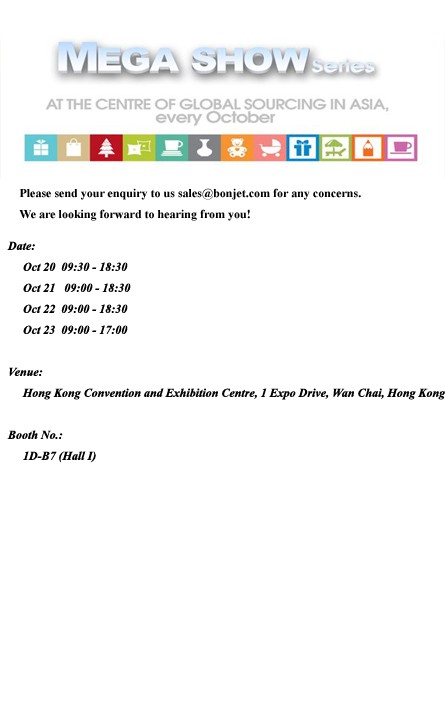 MEGA SHOW Series
AT THE CENTRE OF GLOBAL SOURCING IN ASIA,
every October
Please send your enquiry to us sales@bonjet.com for any concerns.
We are looking forward to hearing from you!
Date:
Oct 20 09:30 - 18:30
Oct 21 09:00 - 18:30
Oct 22 09:00 - 18:30
Oct 23 09:00 - 17:00
Venue:
Hong Kong Convention and Exhibition Centre, 1 Expo Drive, Wan Chai, Hong Kong
Booth No.:
1D-B7 (Hall I)